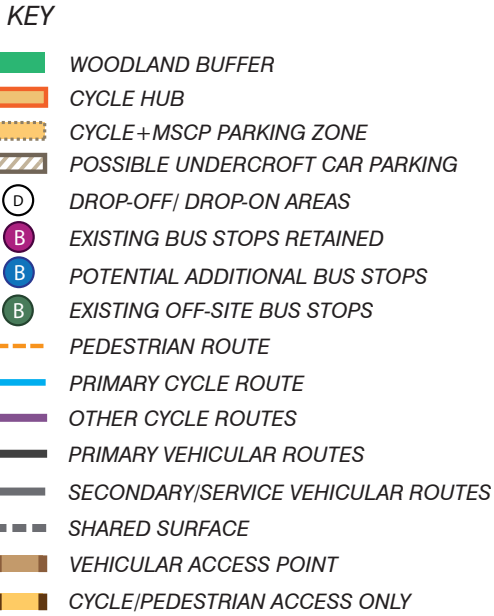 KEY
WOODLAND BUFFER
CYCLE HUB
CYCLE+MSCP PARKING ZONE
POSSIBLE UNDERCROFT CAR PARKING
D DROP-OFF/ DROP-ON AREAS
B EXISTING BUS STOPS RETAINED
B POTENTIAL ADDITIONAL BUS STOPS
B EXISTING OFF-SITE BUS STOPS
PEDESTRIAN ROUTE
PRIMARY CYCLE ROUTE
OTHER CYCLE ROUTES
PRIMARY VEHICULAR ROUTES
SECONDARY/SERVICE VEHICULAR ROUTES
SHARED SURFACE
VEHICULAR ACCESS POINT
CYCLE/PEDESTRIAN ACCESS ONLY